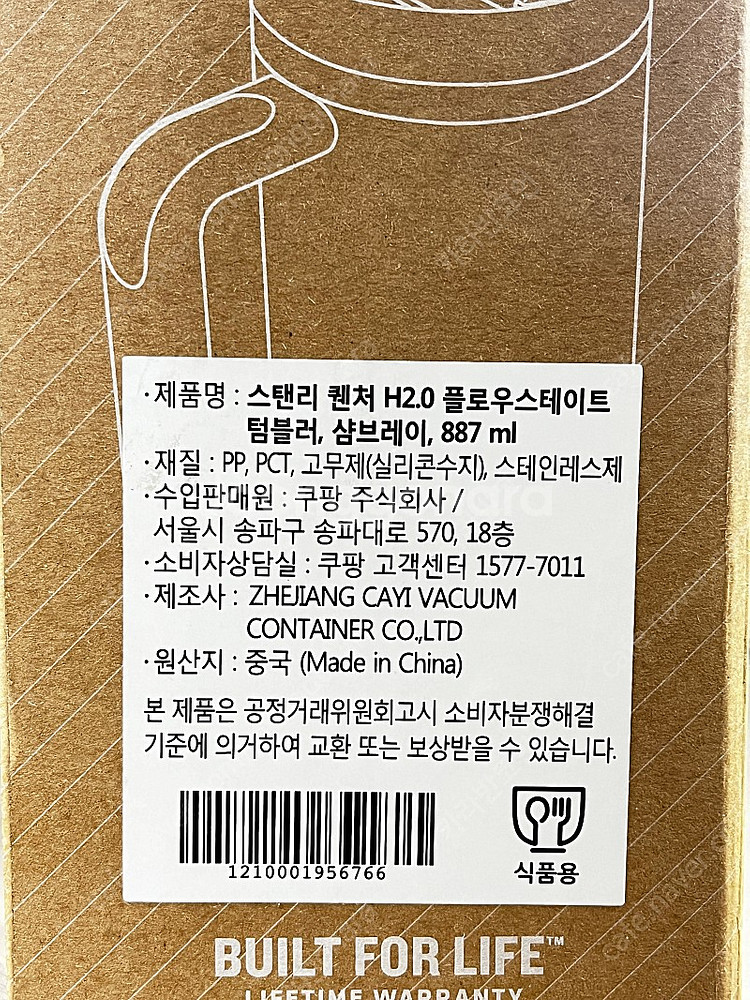 ·제품명 : 스탠리 퀜처 H2.0 플로우스테이트
텀블러, 샴브레이, 887 ml
·재질 : PP, PCT, 고무제(실리콘수지), 스테인레스제
·수입판매원 : 쿠팡 주식회사 /
서울시 송파구 송파대로 570, 18층
·소비자상담실 : 쿠팡 고객센터 1577-7011
·제조사 : ZHEJIANG CAYI VACUUM
CONTAINER CO.,LTD
·원산지 : 중국 (Made in China)
본 제품은 공정거래위원회고시 소비자분쟁해결
기준에 의거하여 교환 또는 보상받을 수 있습니다.
1210001956766
식품용
BUILT FOR LIFE™
LIFETIME WARRANTY